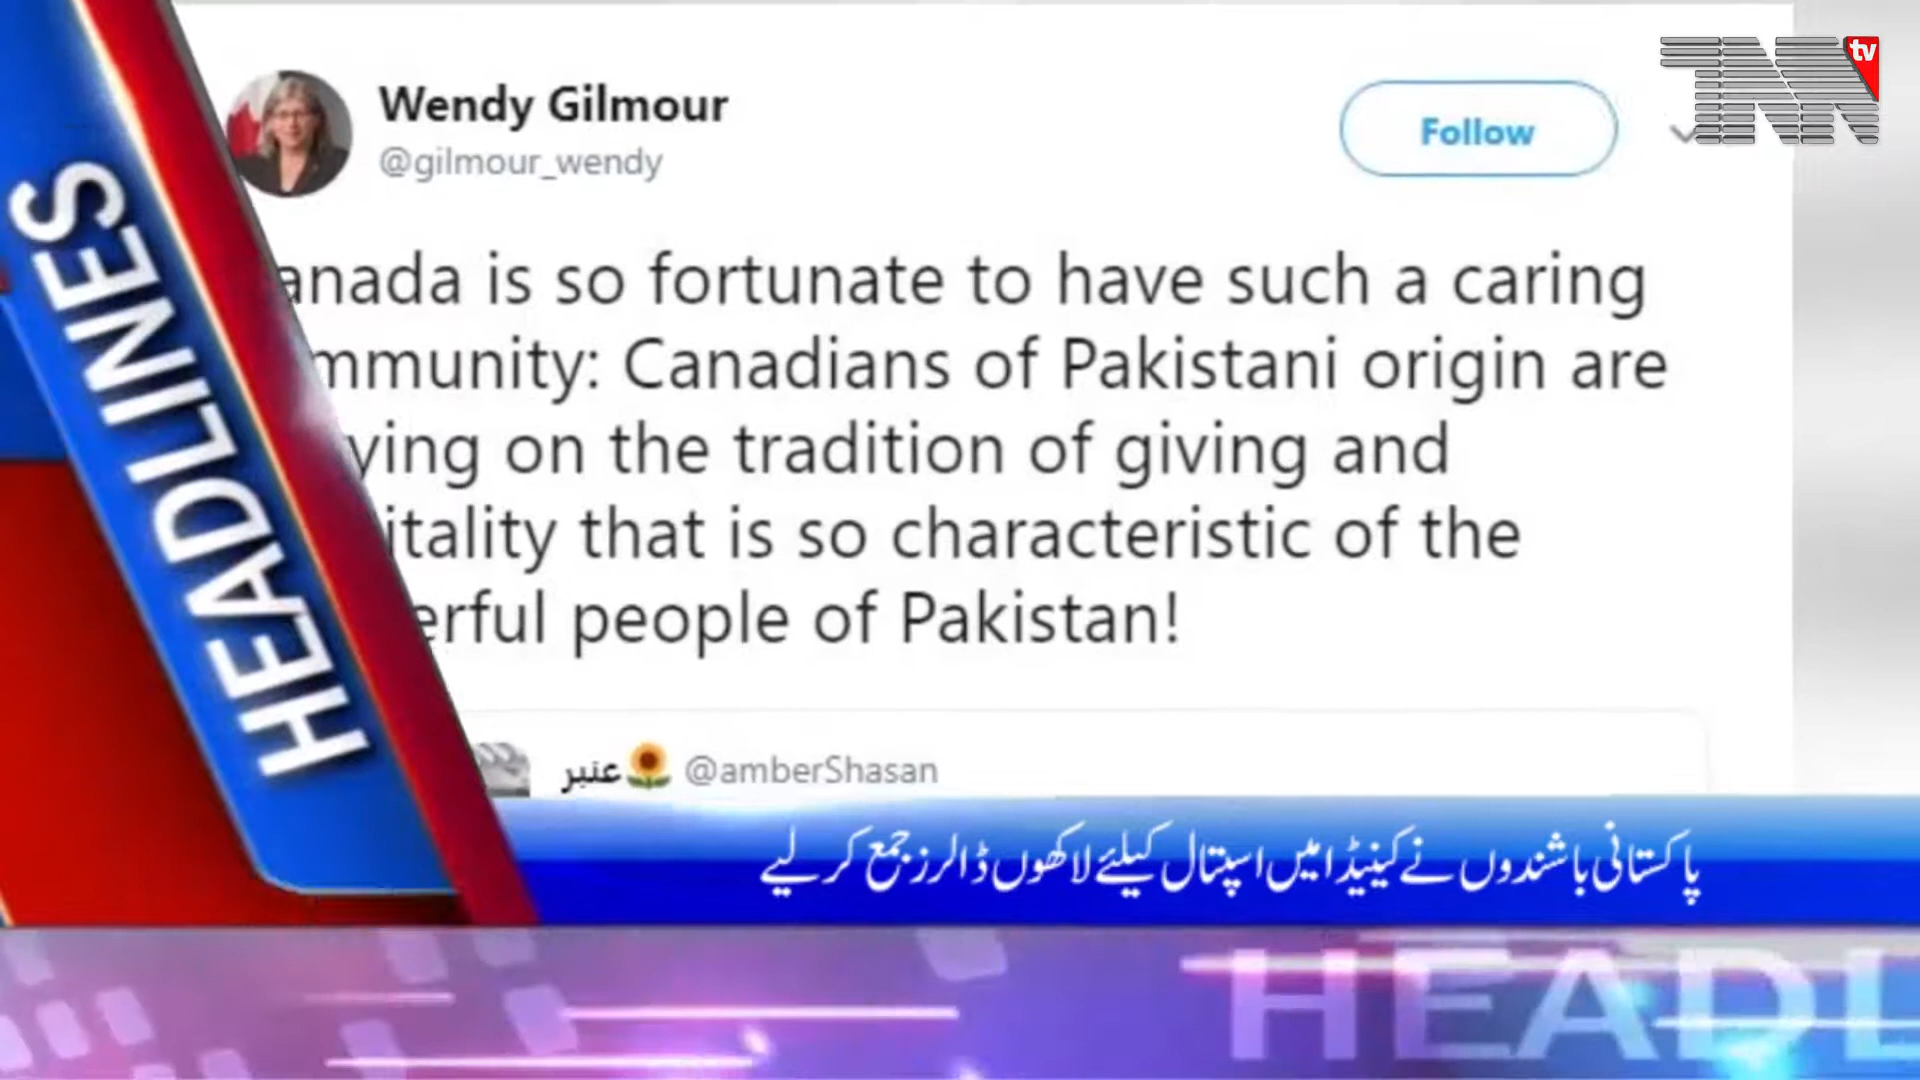 HEADLINES
tv
Wendy Gilmour
@gilmour_wendy
Follow
anada is so fortunate to have such a caring
mmunity: Canadians of Pakistani origin are
ying on the tradition of giving and
itality that is so characteristic of the
erful people of Pakistan!
عنبر🌻 @amberShasan
پاکستانی باشندوں نے کینیڈا میں اسپتال کیلئے لاکھوں ڈالرز جمع کر لیے
HEADL